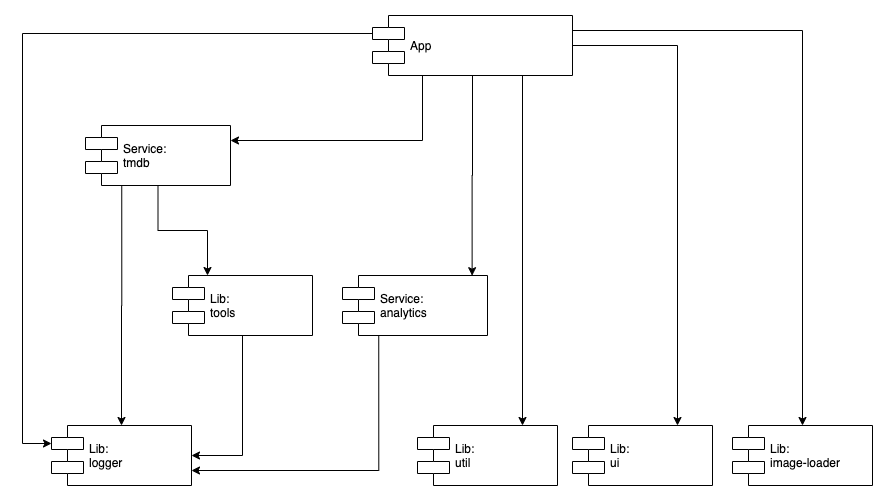 App
Service:
tmdb
Lib:
tools
Service:
analytics
Lib:
logger
Lib:
util
Lib:
ui
Lib:
image-loader